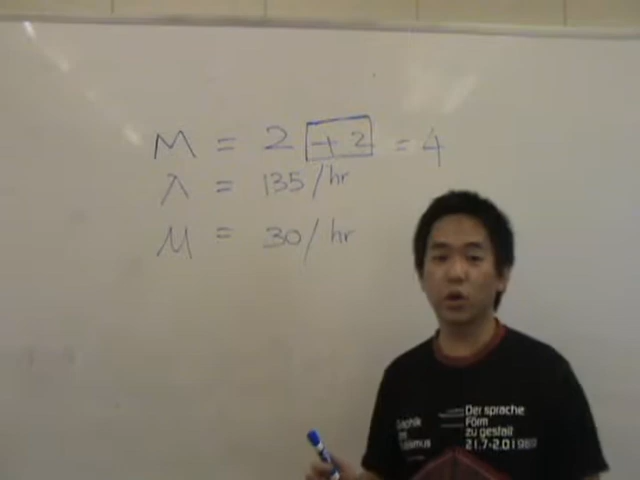 M = 2 + 2 = 4
λ = 135/hr
μ = 30/hr
Der sprache
Form
zu gestalt